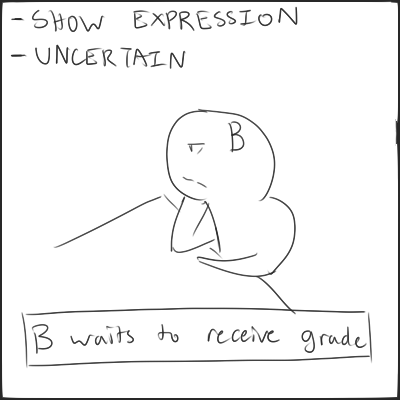 - SHOW EXPRESSION
- UNCERTAIN
B
B waits to receive grade